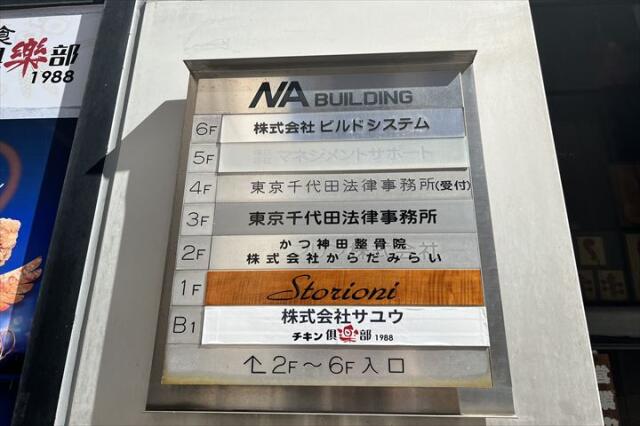 食
倶樂部
1988
NA BUILDING
6F 株式会社 ビルドシステム
5F マネジメントサポート
4F 東京千代田法律事務所(受付)
3F 東京千代田法律事務所
2F かつ神田整骨院
株式会社からだみらい
1F Storioni
B1 株式会社サユウ
チキン倶楽部 1988
2F～6F入口